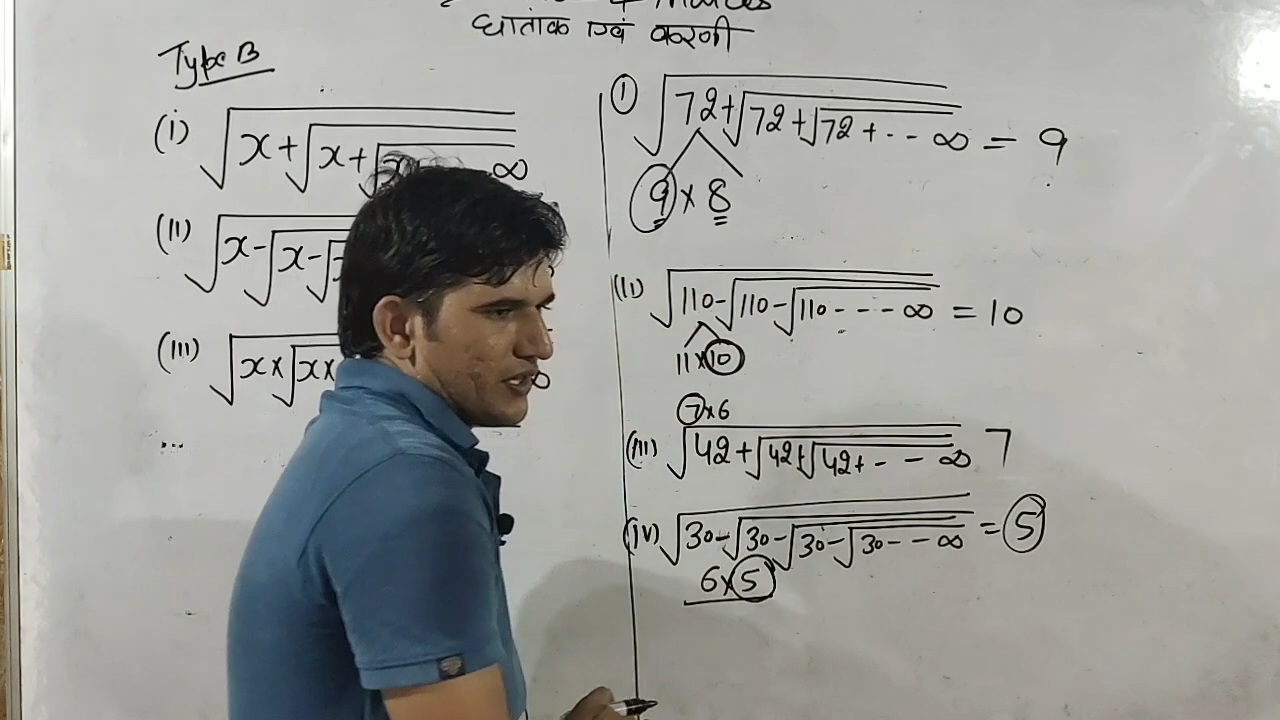 घातांक एवं करणी
Type B
(i) √x+√x+√x ∞
(II) √x-√x-√
(III) √x×√x×
...
① √72+√72+√72+-- ∞ = 9
9×8
(II) √110-√110-√110--- ∞ = 10
11×10
7×6
(III) √42+√42+√42+-- ∞ 7
(IV) √30-√30-√30-√30-- ∞ = 5
6×5